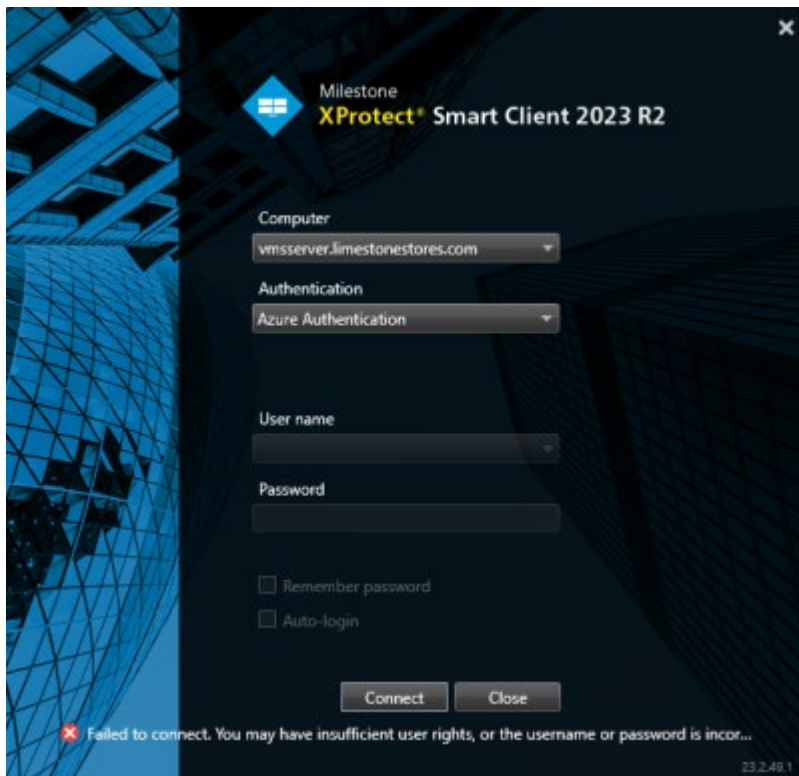 Milestone
XProtect® Smart Client 2023 R2
Computer
vmsserver.limestonestores.com
Authentication
Azure Authentication
User name
Password
Remember password
Auto-login
Connect
Close
Failed to connect. You may have insufficient user rights, or the username or password is incor...
23.2.49.1